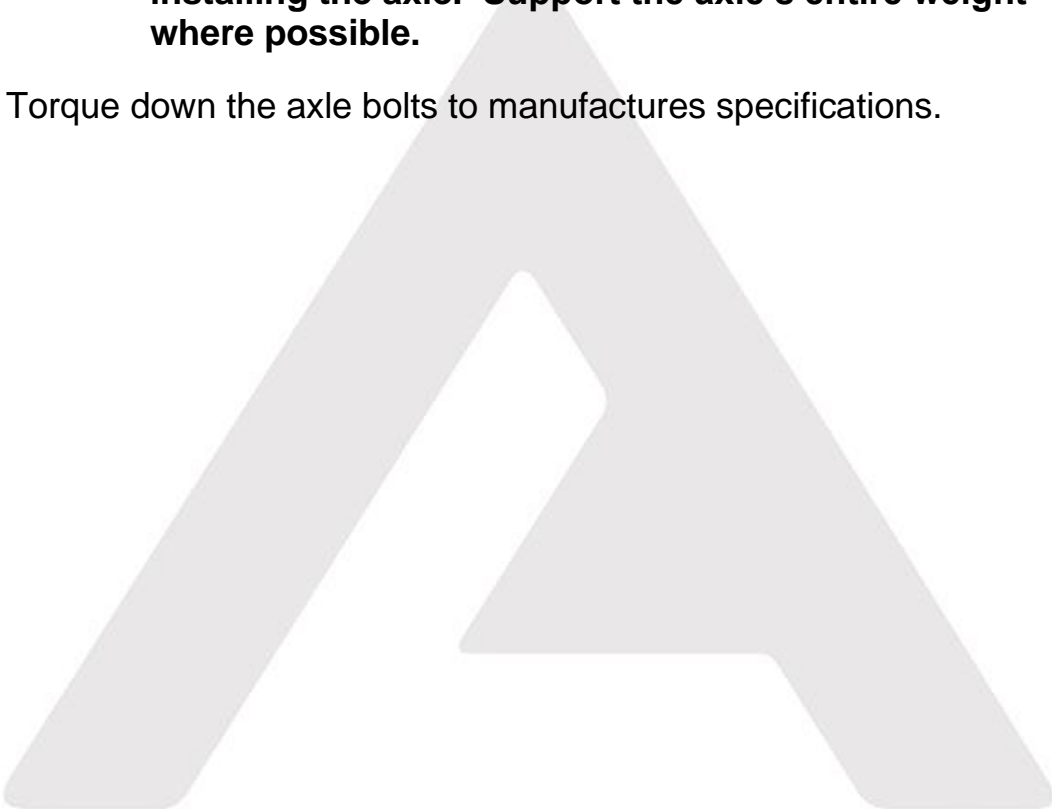 installing the axle.  Support the axle's entire weight
where possible.
Torque down the axle bolts to manufactures specifications.